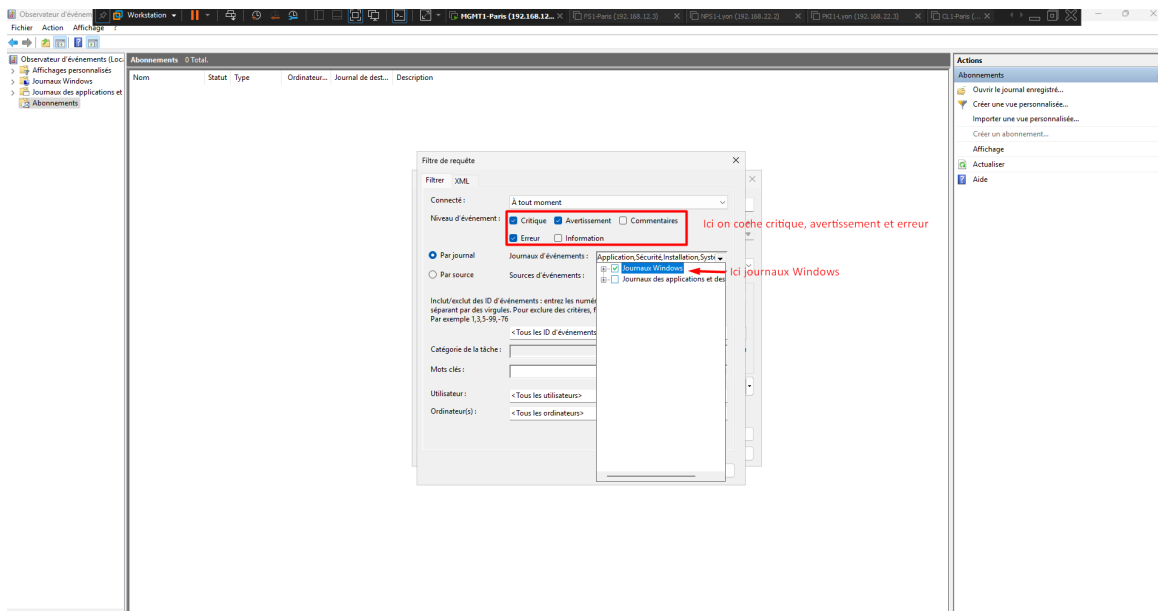 Observateur d'événem
Workstation
MGMT1-Paris (192.168.12...
PS1-Paris (192.168.12.5)
NPS1-Lyon (192.168.22.2)
PKI1-Lyon (192.168.22.3)
CL1-Paris (...
Fichier Action Affichage ?
Observateur d'événements (Loca
Affichages personnalisés
Journaux Windows
Journaux des applications et
Abonnements
Abonnements 0 Total.
Nom Statut Type Ordinateur... Journal de dest... Description
Actions
Abonnements
Ouvrir le journal enregistré...
Créer une vue personnalisée...
Importer une vue personnalisée...
Créer un abonnement...
Affichage
Actualiser
Aide
Filtre de requête
Filtrer XML
Connecté : À tout moment
Niveau d'événement : Critique Avertissement Commentaires
Erreur Information
Ici on coche critique, avertissement et erreur
Par journal Journaux d'événements : Application,Sécurité,Installation,Systè
Par source Sources d'événements :
Journaux Windows
Journaux des applications et des
Ici journaux Windows
Inclut/exclut des ID d'événements : entrez les numé
séparant par des virgules. Pour exclure des critères, f
Par exemple 1,3,5-99,-76
<Tous les ID d'événements
Catégorie de la tâche :
Mots clés :
Utilisateur : <Tous les utilisateurs>
Ordinateur(s) : <Tous les ordinateurs>